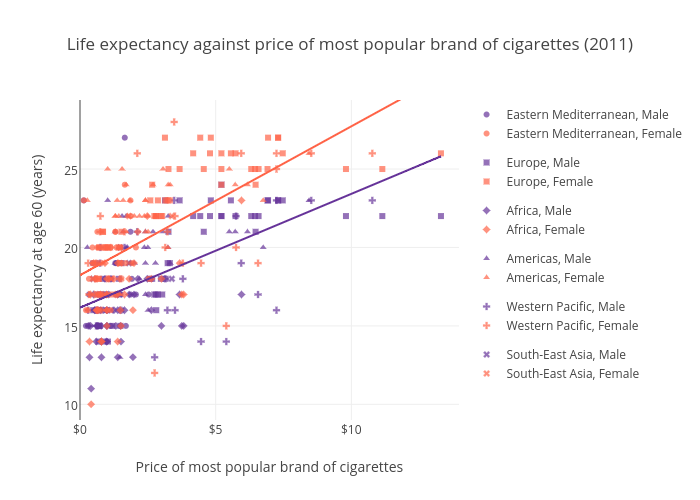 Life expectancy against price of most popular brand of cigarettes (2011)
Life expectancy at age 60 (years)
25
20
15
10
$0
$5
$10
Price of most popular brand of cigarettes
Eastern Mediterranean, Male
Eastern Mediterranean, Female
Europe, Male
Europe, Female
Africa, Male
Africa, Female
Americas, Male
Americas, Female
Western Pacific, Male
Western Pacific, Female
South-East Asia, Male
South-East Asia, Female